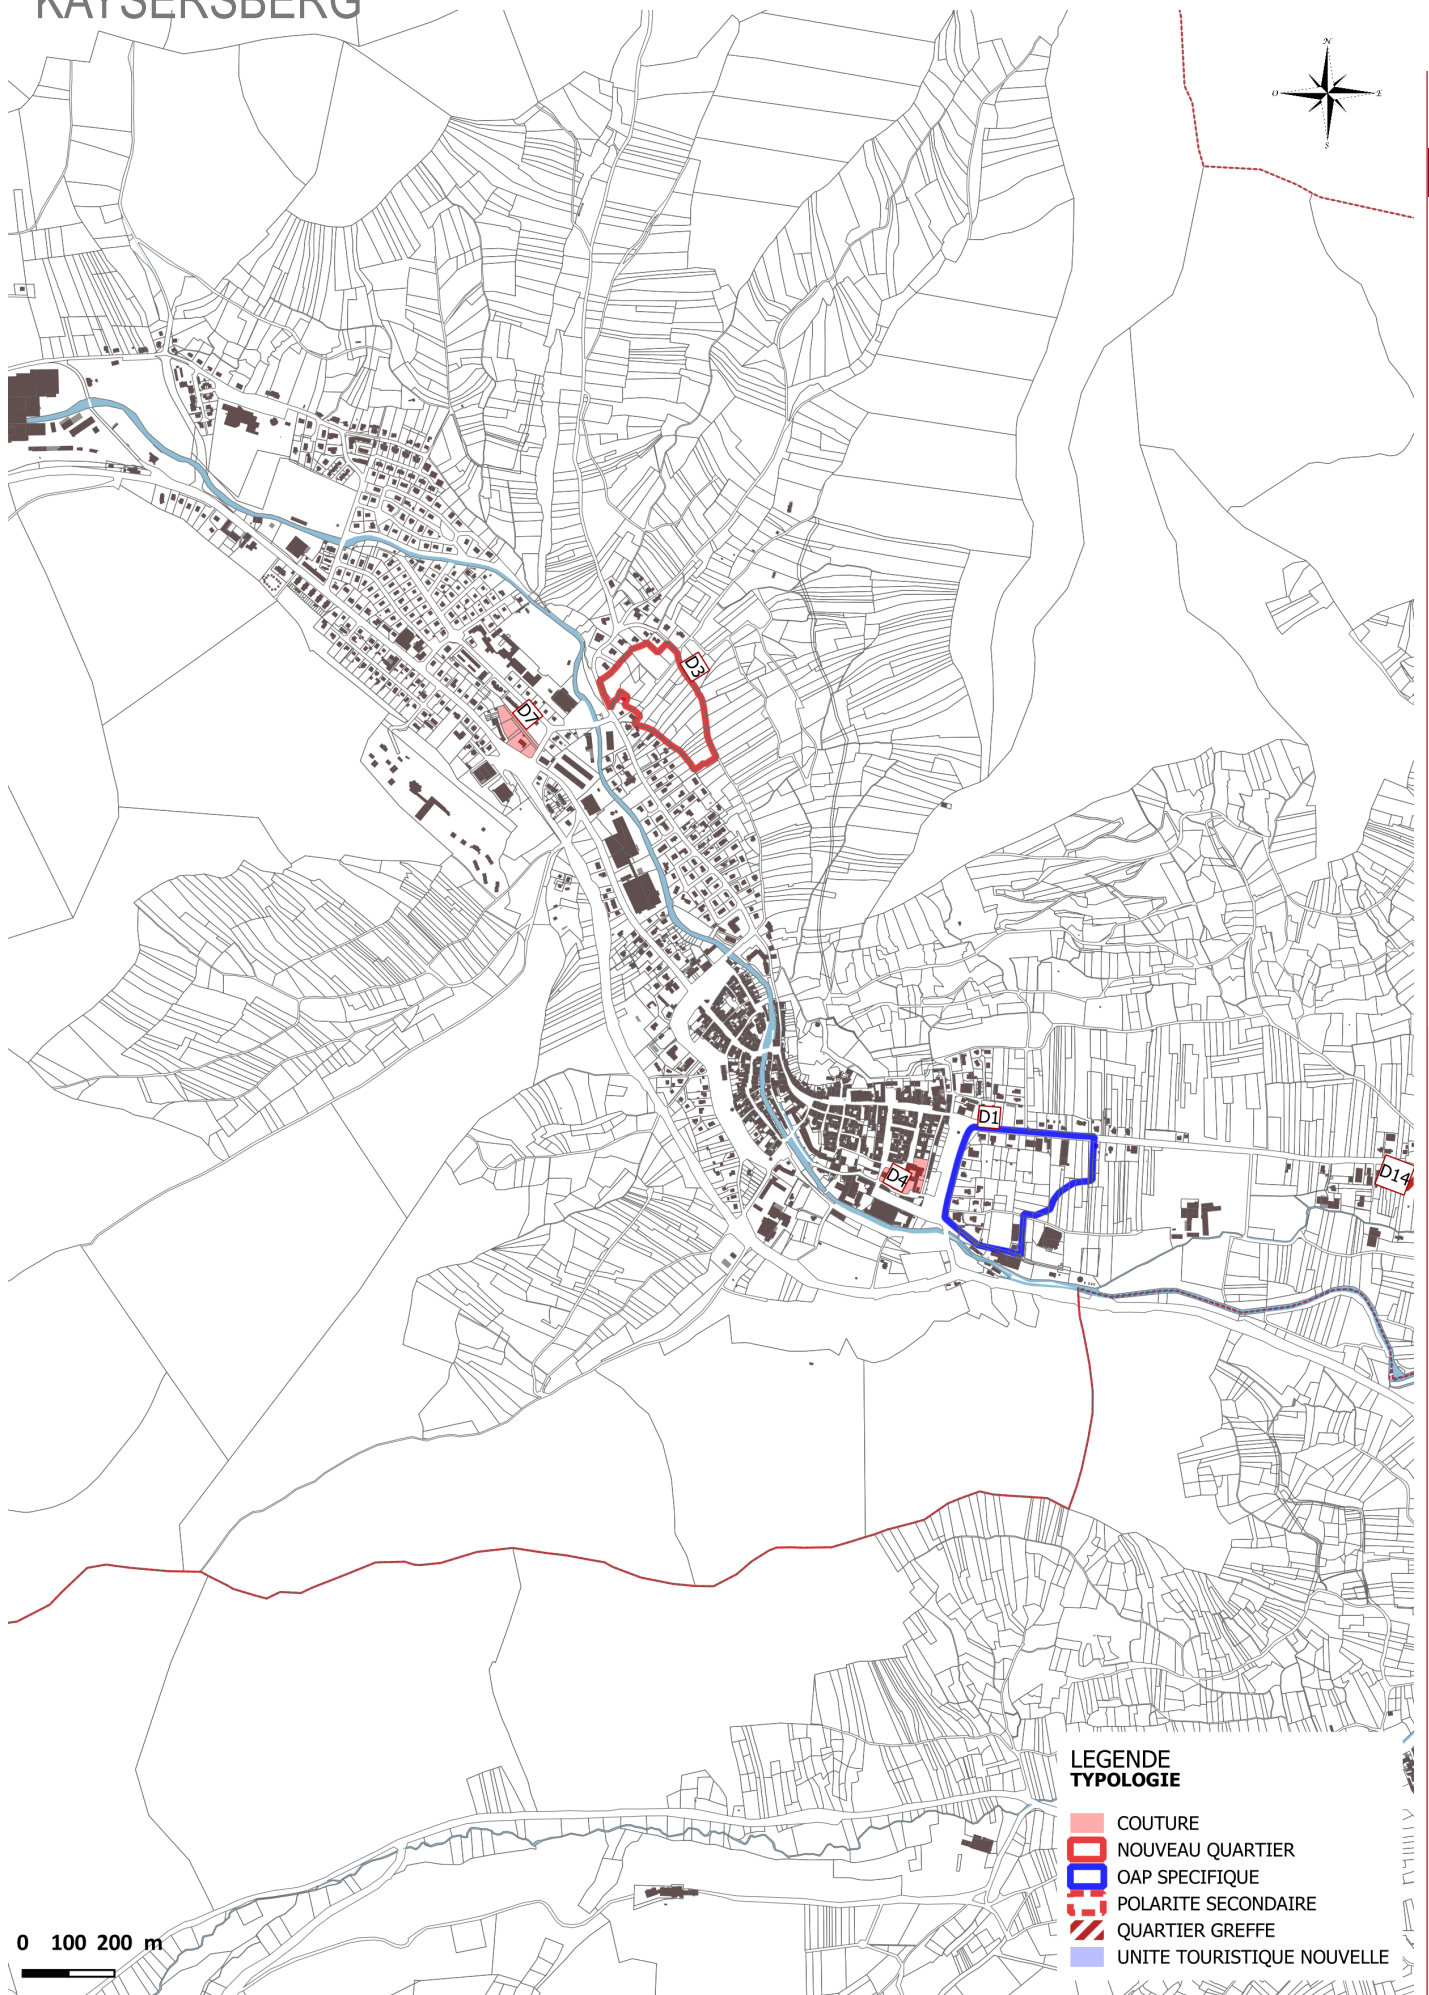 KAYSERSBERG
N
O
E
S
D3
D7
D1
D4
D14
LEGENDE
TYPOLOGIE
COUTURE
NOUVEAU QUARTIER
OAP SPECIFIQUE
POLARITE SECONDAIRE
QUARTIER GREFFE
UNITE TOURISTIQUE NOUVELLE
0 100 200 m